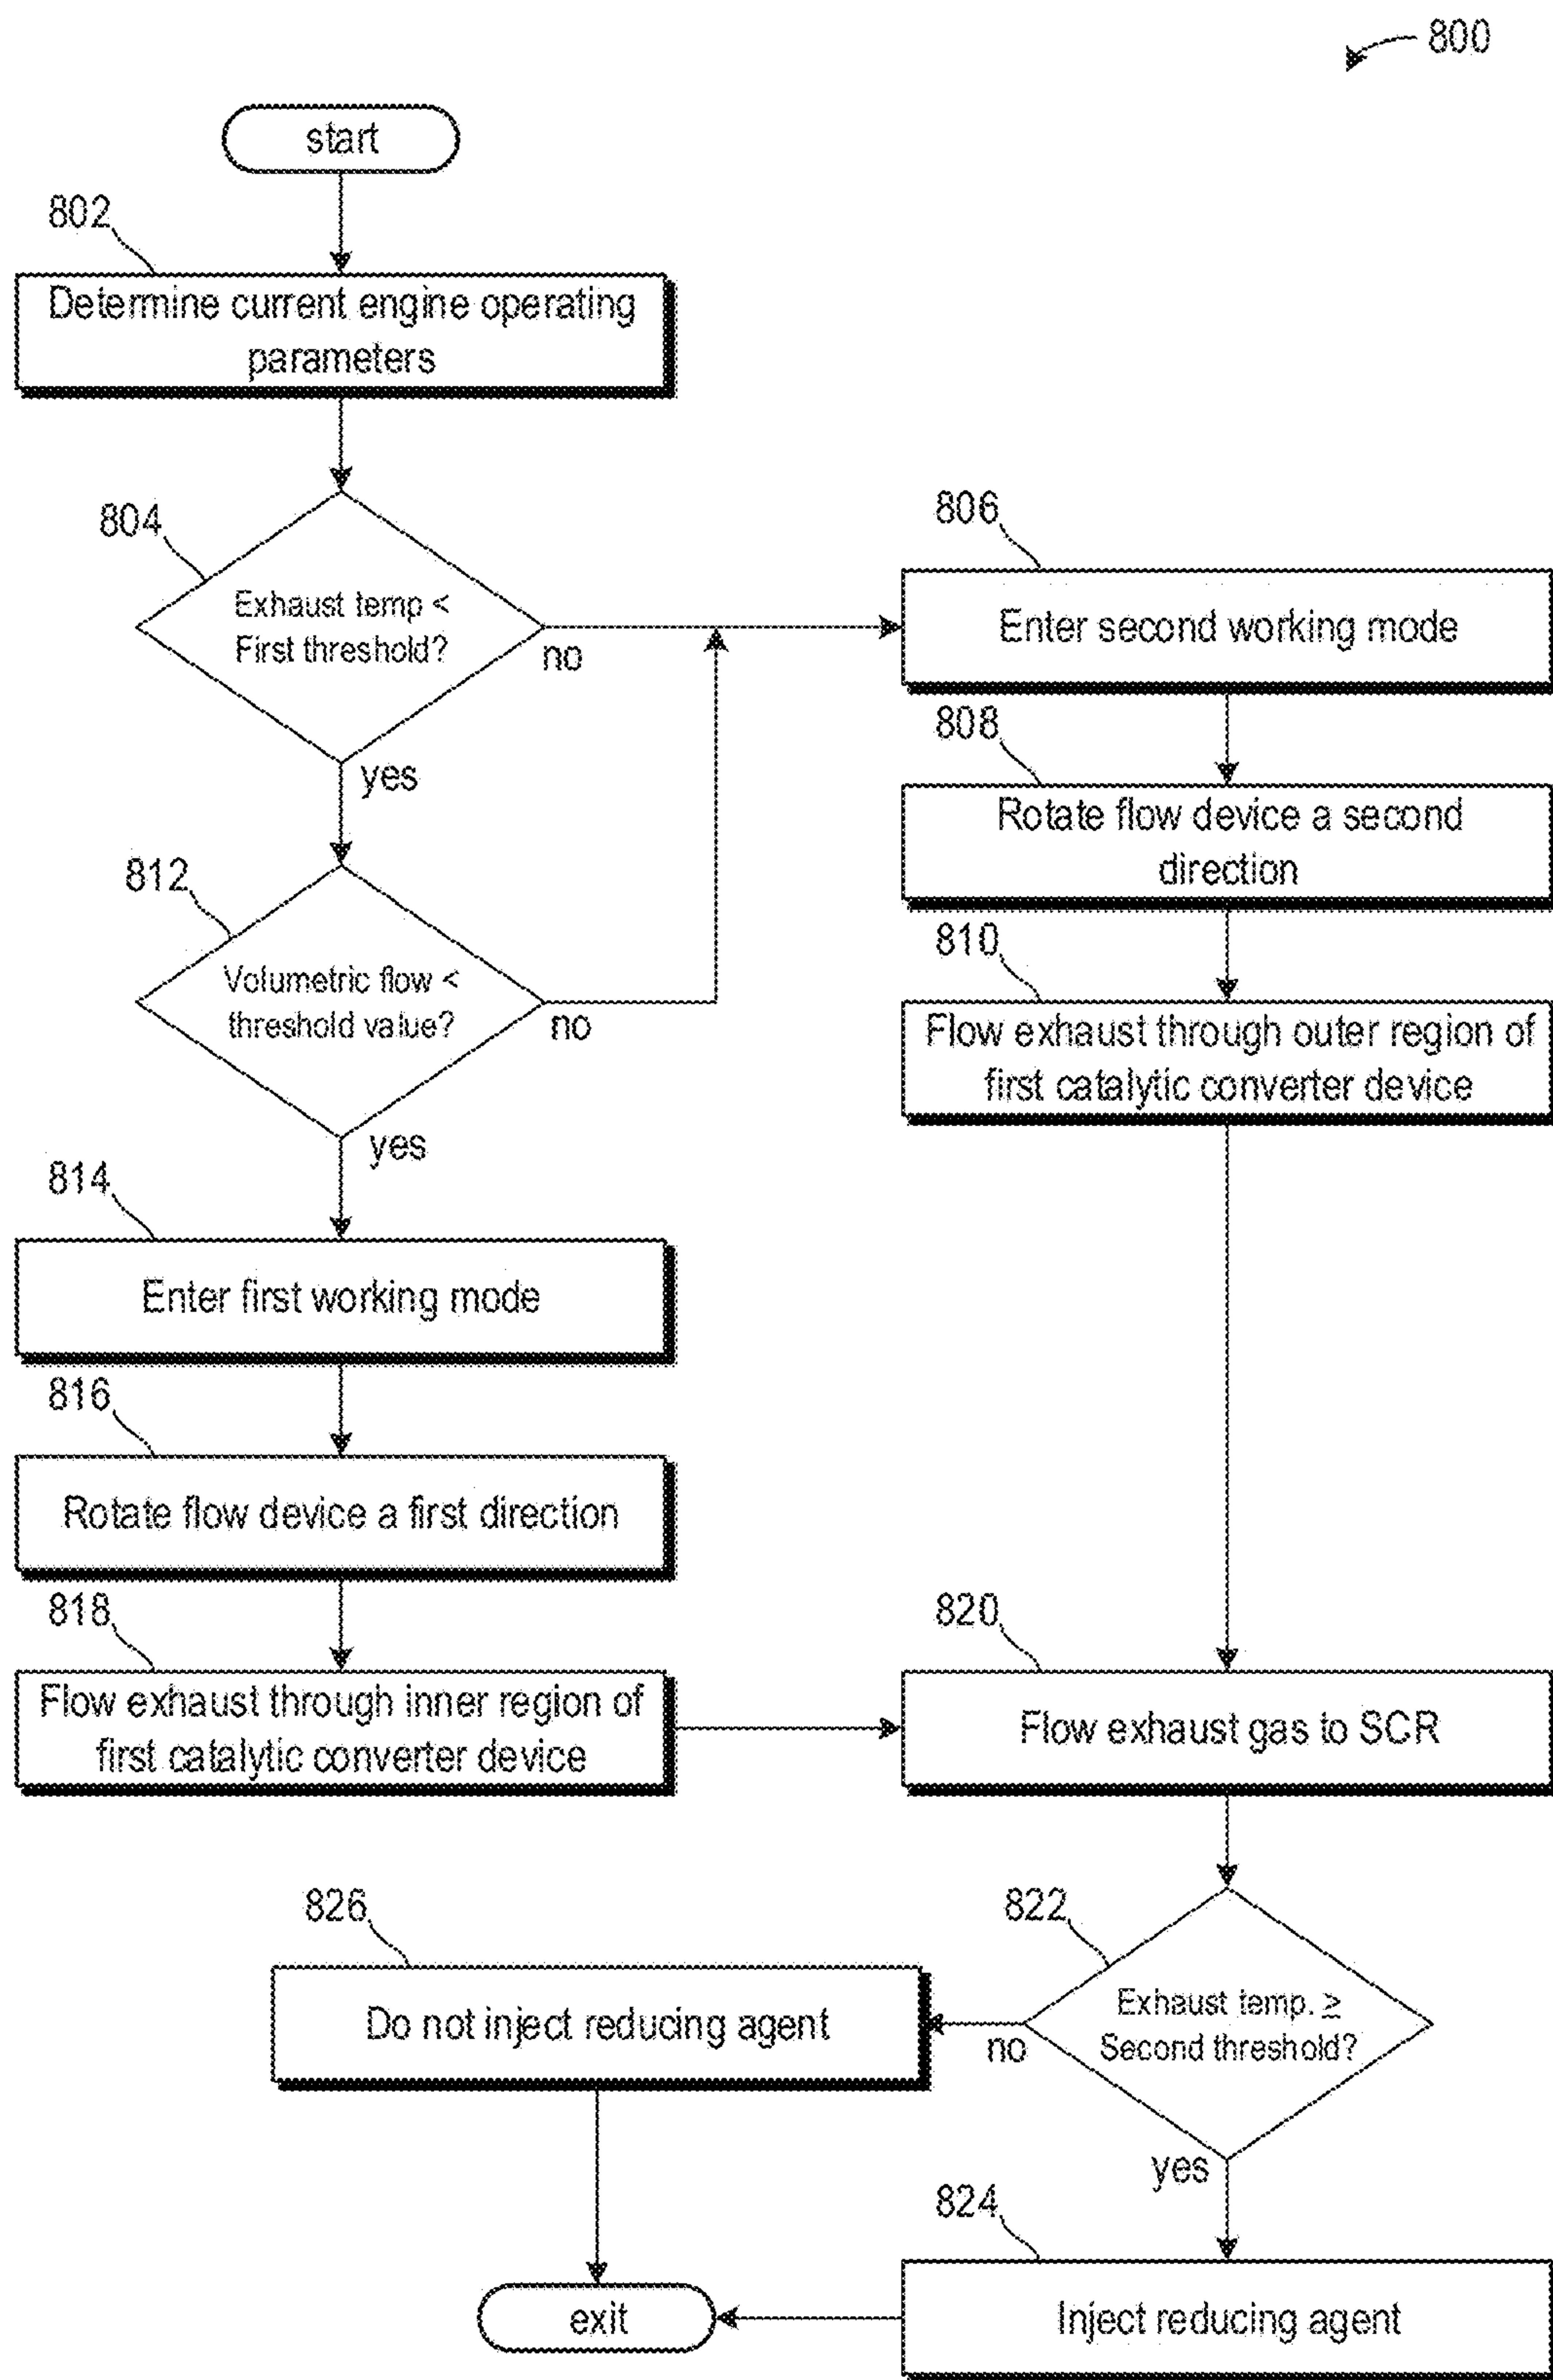 800
start
802
Determine current engine operating
parameters
804
Exhaust temp <
First threshold?
no
yes
806
Enter second working mode
808
Rotate flow device a second
direction
810
Flow exhaust through outer region of
first catalytic converter device
812
Volumetric flow <
threshold value?
no
yes
814
Enter first working mode
816
Rotate flow device a first direction
818
Flow exhaust through inner region of
first catalytic converter device
820
Flow exhaust gas to SCR
822
Exhaust temp. ≥
Second threshold?
no
yes
826
Do not inject reducing agent
824
Inject reducing agent
exit